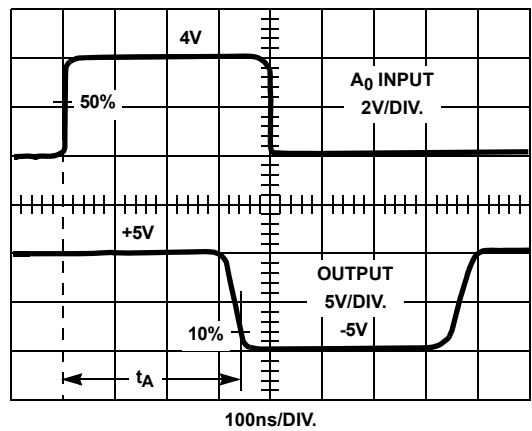 4V
A0 INPUT
2V/DIV.
50%
+5V
OUTPUT
5V/DIV.
-5V
10%
tA
100ns/DIV.